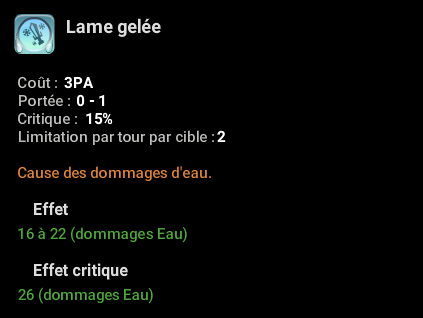 Lame gelée
Coût : 3PA
Portée : 0 - 1
Critique : 15%
Limitation par tour par cible : 2
Cause des dommages d'eau.
Effet
16 à 22 (dommages Eau)
Effet critique
26 (dommages Eau)